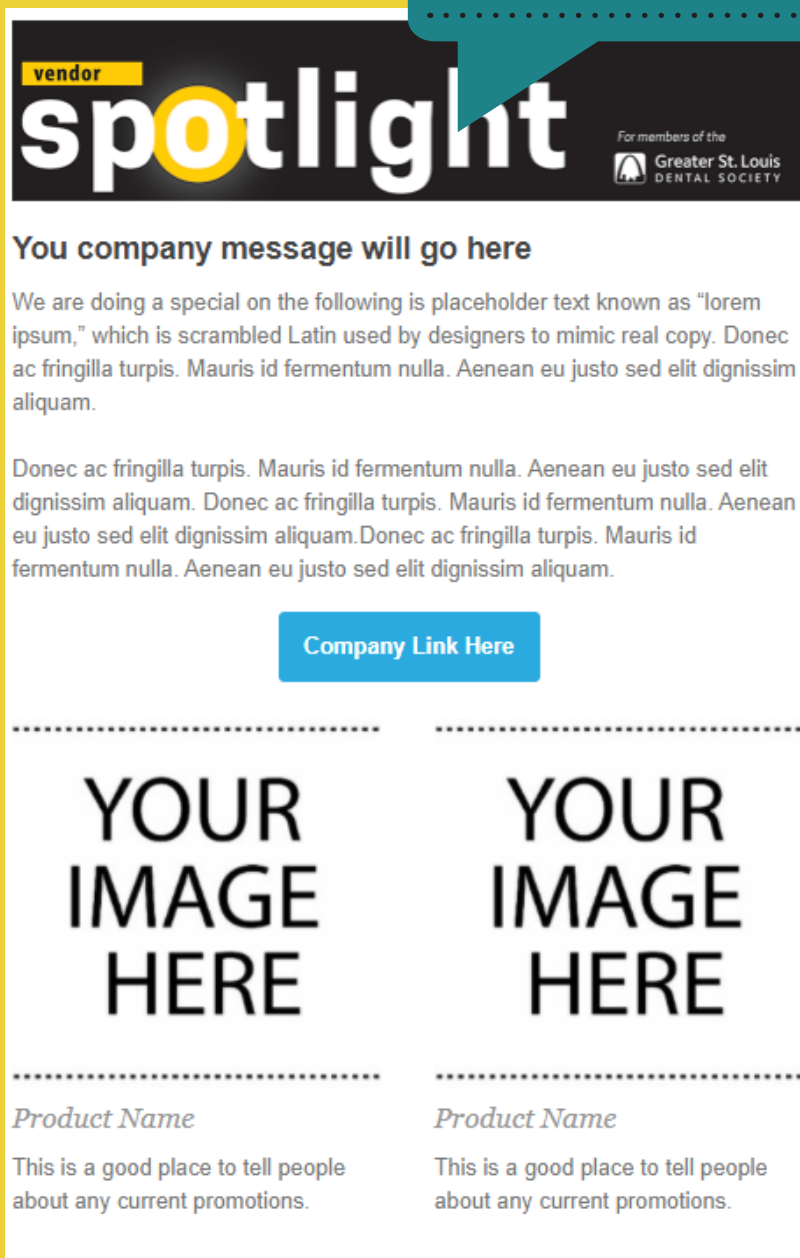 vendor
spotlight
For members of the
Greater St. Louis
DENTAL SOCIETY
You company message will go here
We are doing a special on the following is placeholder text known as “lorem
ipsum,” which is scrambled Latin used by designers to mimic real copy. Donec
ac fringilla turpis. Mauris id fermentum nulla. Aenean eu justo sed elit dignissim
aliquam.
Donec ac fringilla turpis. Mauris id fermentum nulla. Aenean eu justo sed elit
dignissim aliquam. Donec ac fringilla turpis. Mauris id fermentum nulla. Aenean
eu justo sed elit dignissim aliquam.Donec ac fringilla turpis. Mauris id
fermentum nulla. Aenean eu justo sed elit dignissim aliquam.
Company Link Here
YOUR
IMAGE
HERE
Product Name
This is a good place to tell people
about any current promotions.
YOUR
IMAGE
HERE
Product Name
This is a good place to tell people
about any current promotions.